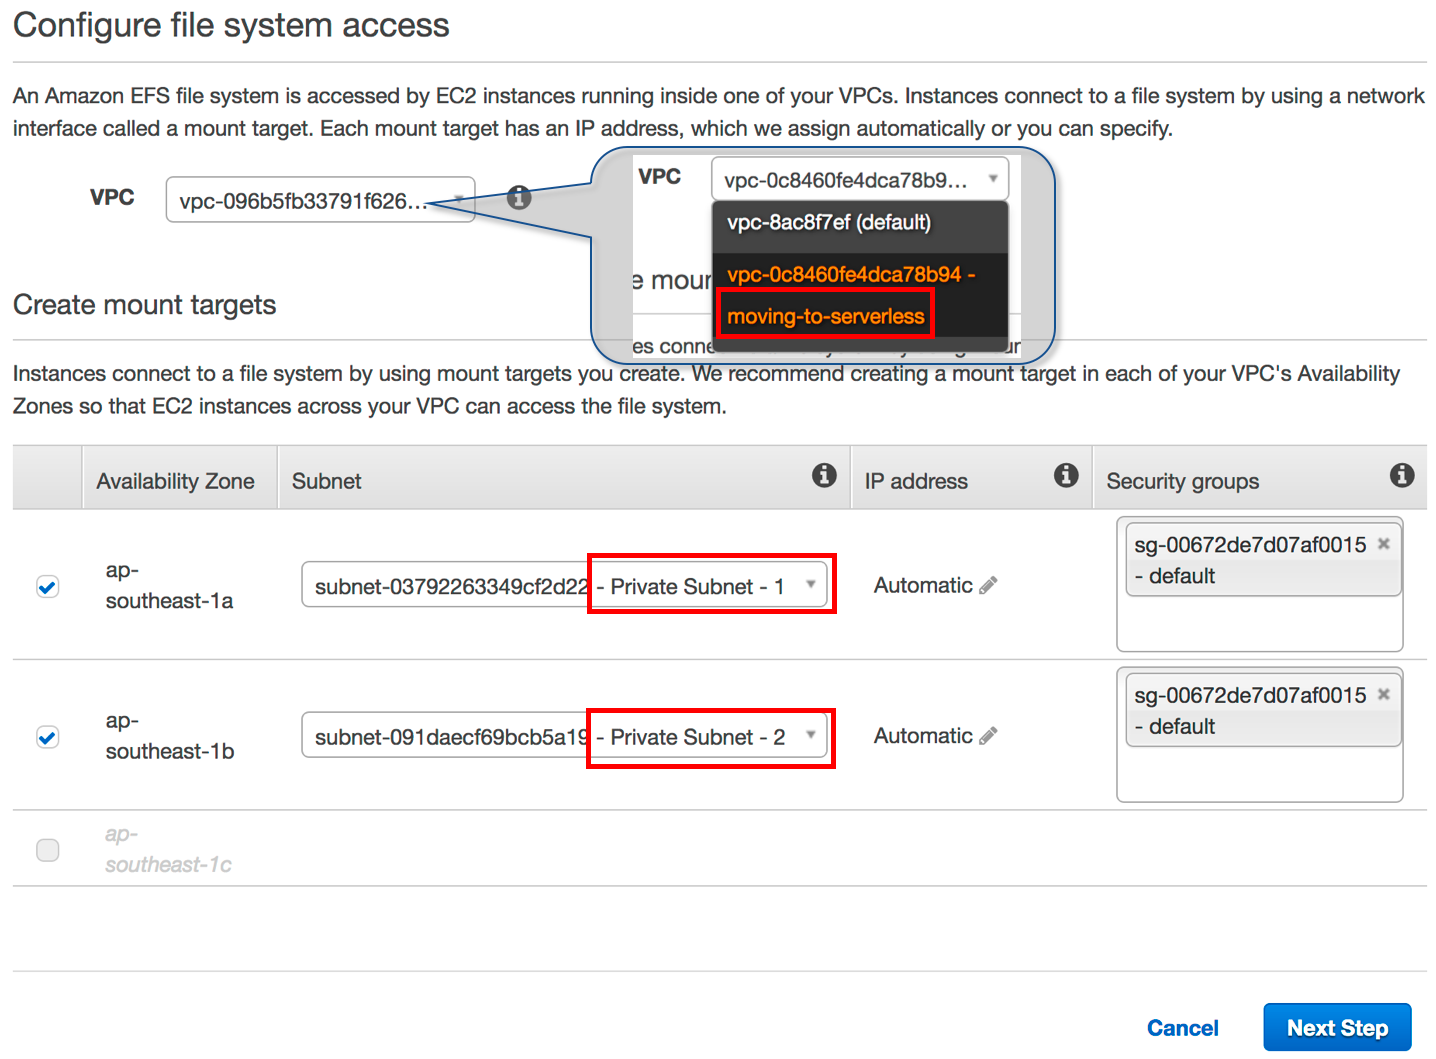 Configure file system access
An Amazon EFS file system is accessed by EC2 instances running inside one of your VPCs. Instances connect to a file system by using a network
interface called a mount target. Each mount target has an IP address, which we assign automatically or you can specify.
VPC
vpc-096b5fb33791f626...
VPC
vpc-0c8460fe4dca78b9...
vpc-8ac8f7ef (default)
vpc-0c8460fe4dca78b94 -
moving-to-serverless
e mour
es conne
Create mount targets
Instances connect to a file system by using mount targets you create. We recommend creating a mount target in each of your VPC's Availability
Zones so that EC2 instances across your VPC can access the file system.
Availability Zone
Subnet
IP address
Security groups
ap-
southeast-1a
subnet-03792263349cf2d22 - Private Subnet - 1
Automatic
sg-00672de7d07af0015
- default
ap-
southeast-1b
subnet-091daecf69bcb5a19 - Private Subnet - 2
Automatic
sg-00672de7d07af0015
- default
ap-
southeast-1c
Cancel
Next Step